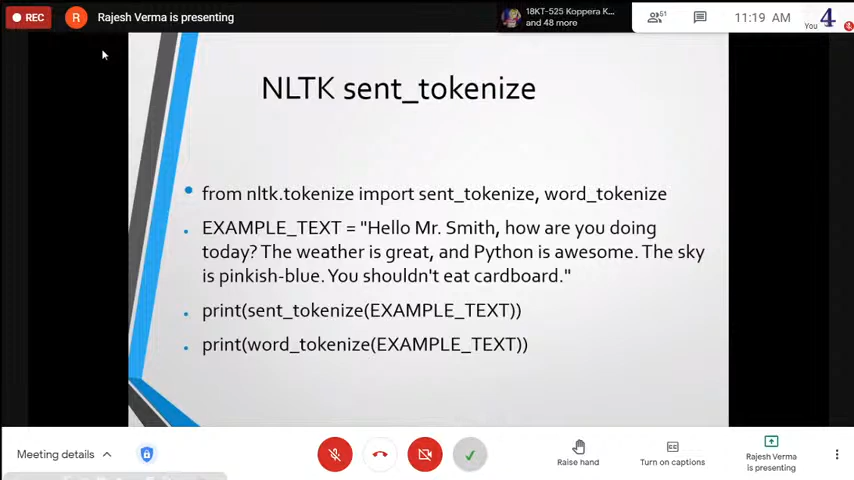 REC
R
Rajesh Verma is presenting
18KT-525 Koppera K...
and 48 more
51
11:19 AM
You
4
NLTK sent_tokenize
• from nltk.tokenize import sent_tokenize, word_tokenize
• EXAMPLE_TEXT = "Hello Mr. Smith, how are you doing
today? The weather is great, and Python is awesome. The sky
is pinkish-blue. You shouldn't eat cardboard."
• print(sent_tokenize(EXAMPLE_TEXT))
• print(word_tokenize(EXAMPLE_TEXT))
Meeting details
Raise hand
Turn on captions
Rajesh Verma
is presenting